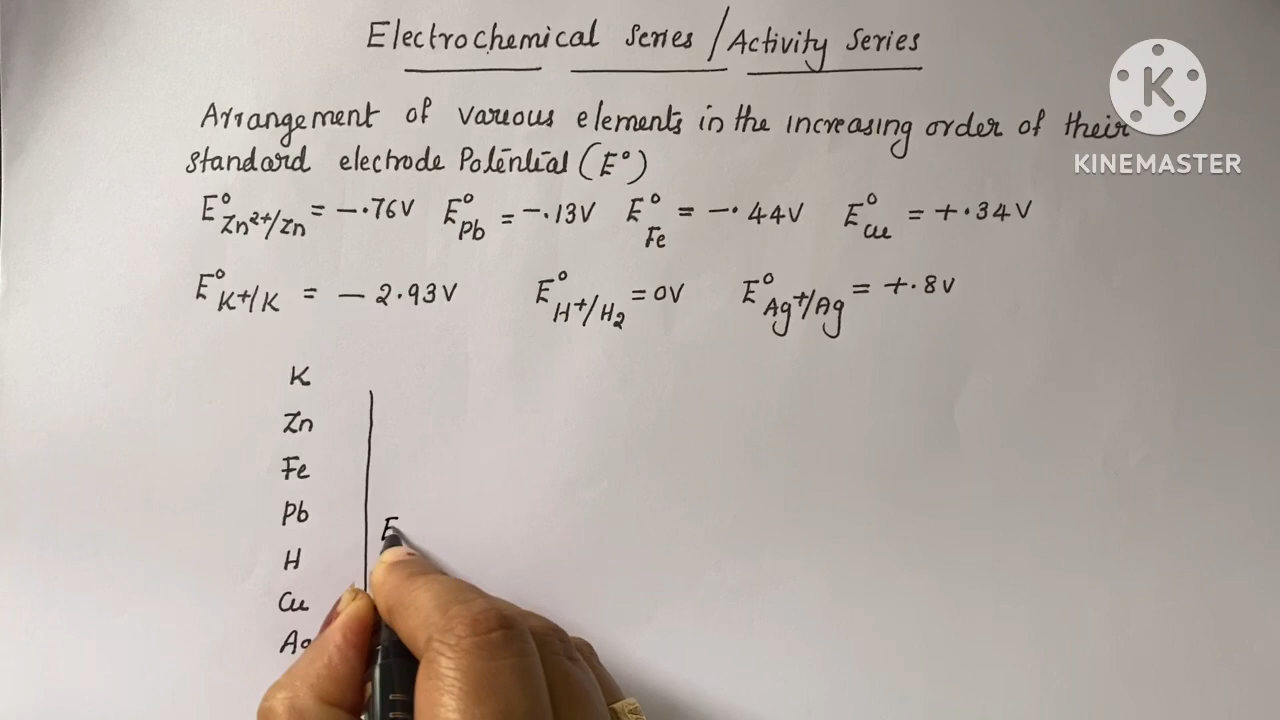 Electrochemical Series / Activity Series
K
KINEMASTER
Arrangement of various elements in the increasing order of their
standard electrode Potential (E°)
E°Zn²⁺/Zn = -.76V E°Pb = -.13V E°Fe = -.44V E°Cu = +.34V
E°K⁺/K = - 2.93V E°H⁺/H₂ = 0V E°Ag⁺/Ag = +.8V
K
Zn
Fe
Pb
E
H
Cu